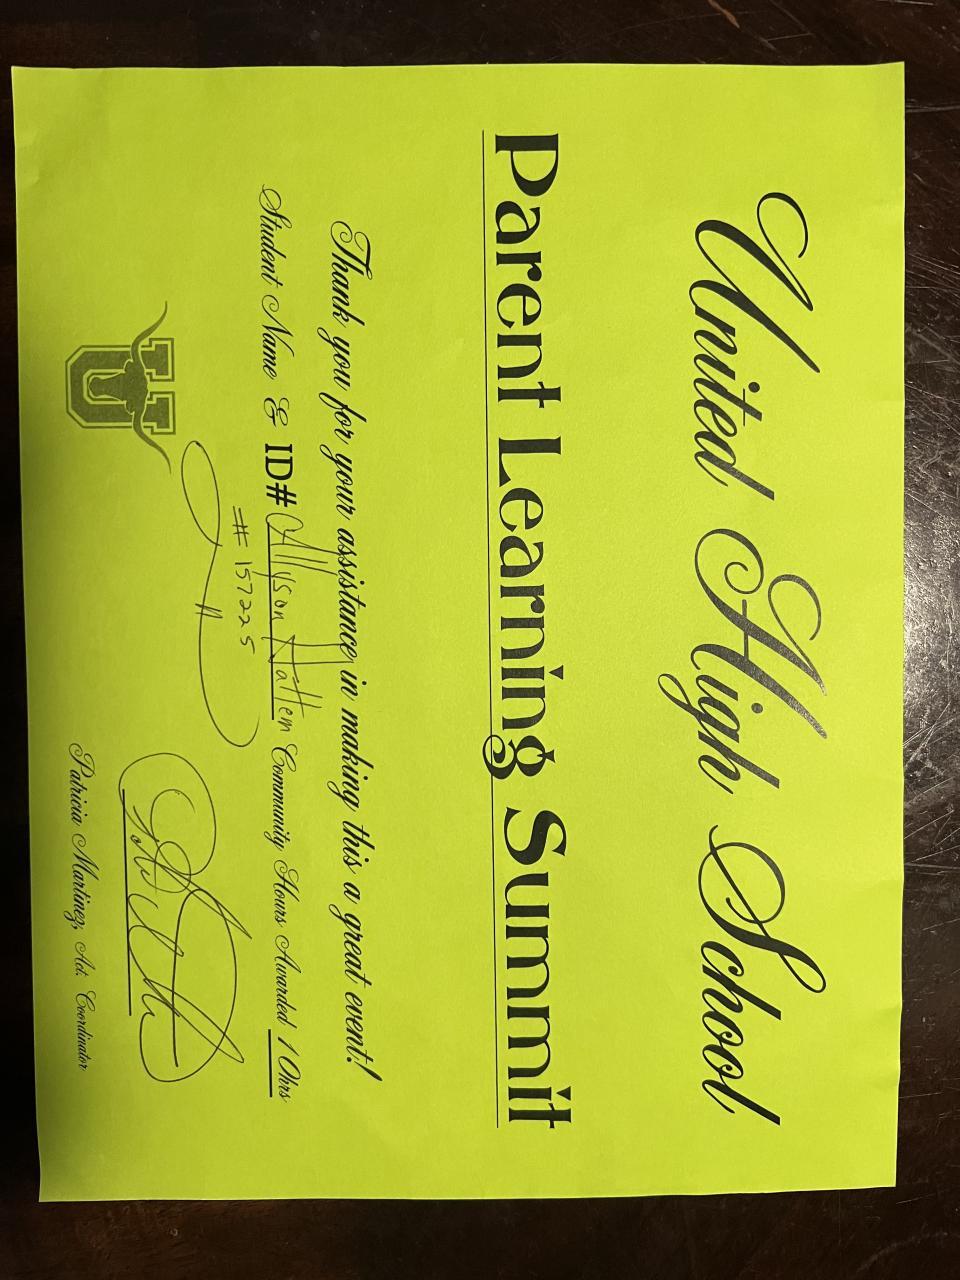 United High School
Parent Learning Summit
Thank you for your assistance in making this a great event!
Student Name & ID# Allyson Hatten Community Hours Awarded 10hrs
# 157225
U
Patricia Martinez, Ad. Coordinator